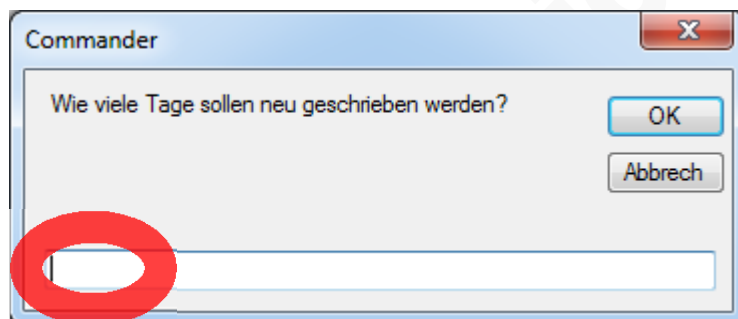 Commander
Wie viele Tage sollen neu geschrieben werden?
OK
Abbrech